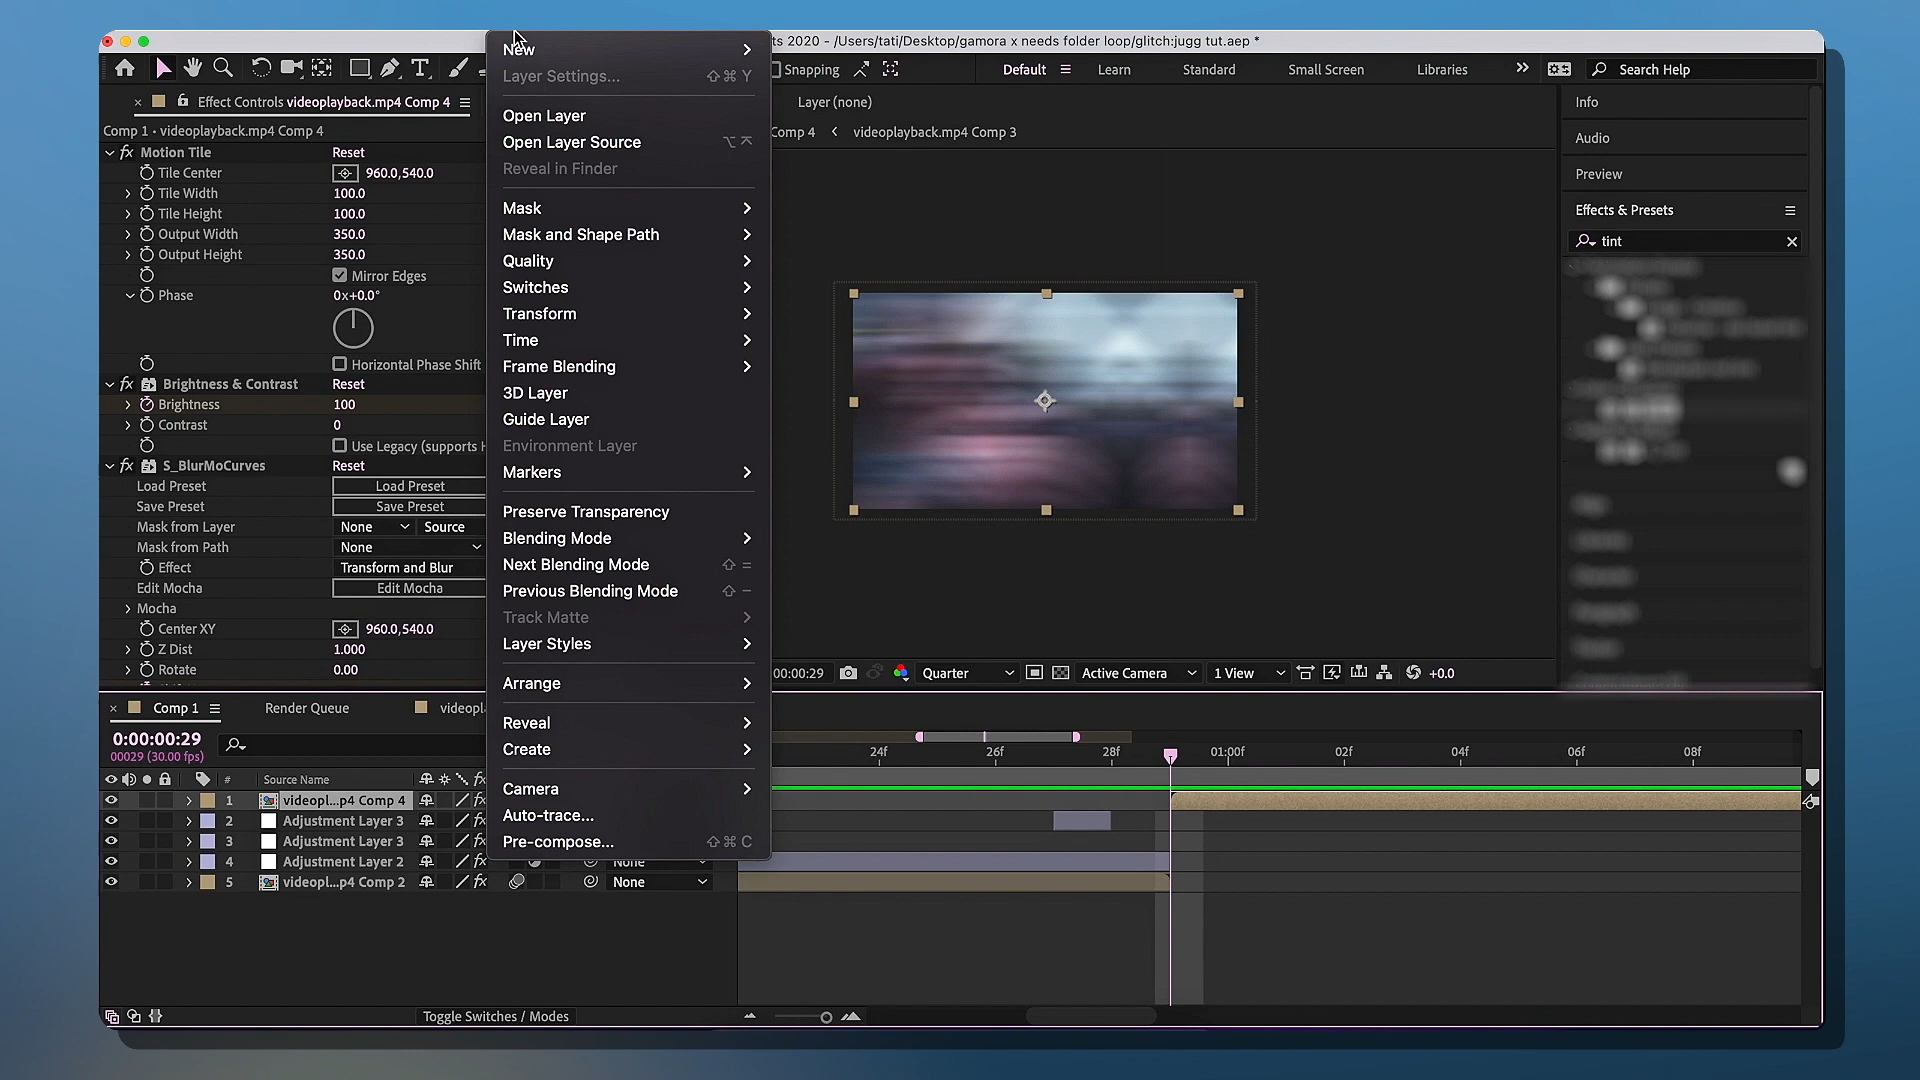 ts 2020 - /Users/tati/Desktop/gamora x needs folder loop/glitch:jugg tut.aep *
Snapping
Default
Learn
Standard
Small Screen
Libraries
Search Help
Effect Controls videoplayback.mp4 Comp 4
Comp 1 • videoplayback.mp4 Comp 4
Motion Tile Reset
Tile Center 960.0,540.0
Tile Width 100.0
Tile Height 100.0
Output Width 350.0
Output Height 350.0
Mirror Edges
Phase 0x+0.0°
Horizontal Phase Shift
Brightness & Contrast Reset
Brightness 100
Contrast 0
Use Legacy (supports H
S_BlurMoCurves Reset
Load Preset Load Preset
Save Preset Save Preset
Mask from Layer None Source
Mask from Path None
Effect Transform and Blur
Edit Mocha Edit Mocha
Mocha
Center XY 960.0,540.0
Z Dist 1.000
Rotate 0.00
New
Layer Settings... ⇧⌘Y
Open Layer
Open Layer Source ⌥⌤
Reveal in Finder
Mask
Mask and Shape Path
Quality
Switches
Transform
Time
Frame Blending
3D Layer
Guide Layer
Environment Layer
Markers
Preserve Transparency
Blending Mode
Next Blending Mode ⇧=
Previous Blending Mode ⇧-
Track Matte
Layer Styles
Arrange
Reveal
Create
Camera
Auto-trace...
Pre-compose... ⇧⌘C
Layer (none)
Comp 4 < videoplayback.mp4 Comp 3
00:00:29
Quarter
Active Camera
1 View
+0.0
Info
Audio
Preview
Effects & Presets
tint
Comp 1
Render Queue
videopl
0:00:00:29
00029 (30.00 fps)
24f 26f 28f 01:00f 02f 04f 06f 08f
# Source Name fx
1 videopl...p4 Comp 4 fx
2 Adjustment Layer 3 fx
3 Adjustment Layer 3 fx
4 Adjustment Layer 2 fx None
5 videopl...p4 Comp 2 fx None
Toggle Switches / Modes